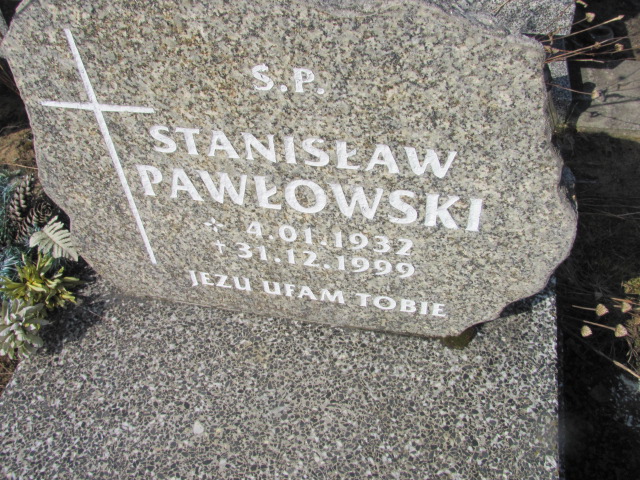 Ś.P.
STANISŁAW
PAWŁOWSKI
* 4.01.1932
† 31.12.1999
JEZU UFAM TOBIE